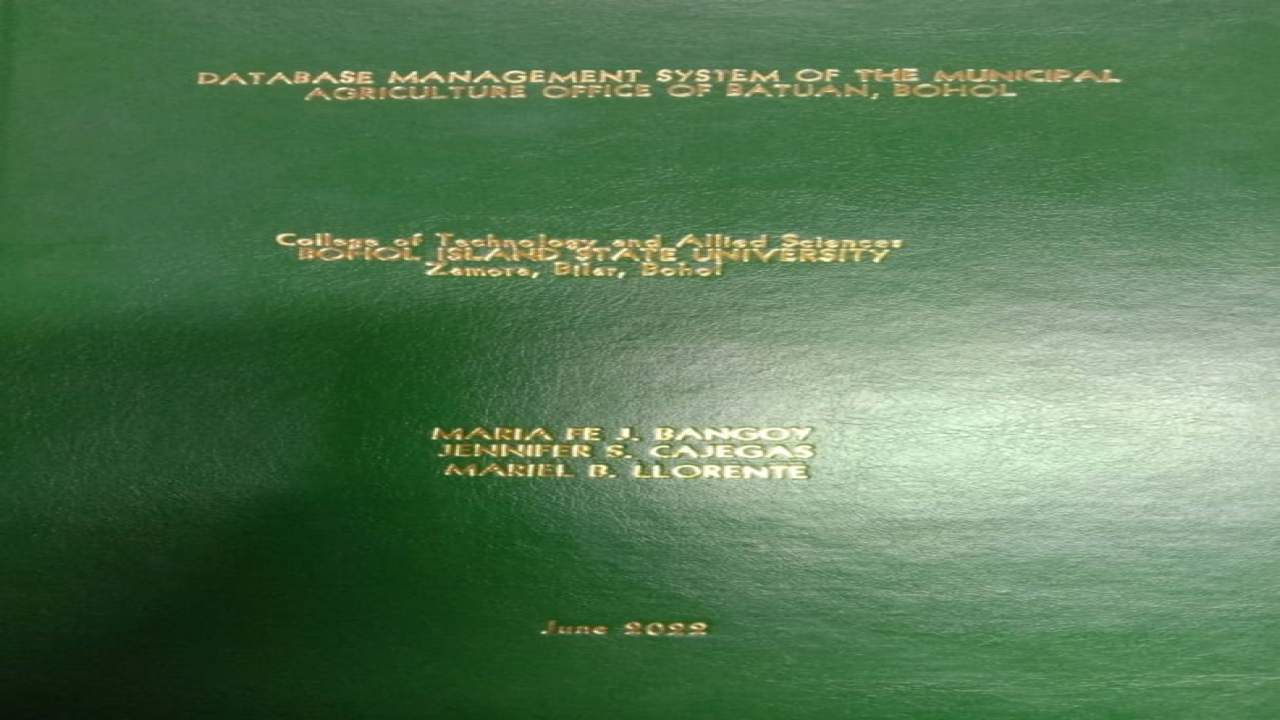 DATABASE MANAGEMENT SYSTEM OF THE MUNICIPAL
AGRICULTURE OFFICE OF BATUAN, BOHOL
College of Technology and Allied Sciences
BOHOL ISLAND STATE UNIVERSITY
Zamora, Bilar, Bohol
MARIA FE J. BANGOY
JENNIFER S. CAJEGAS
MARIEL B. LLORENTE
June 2022